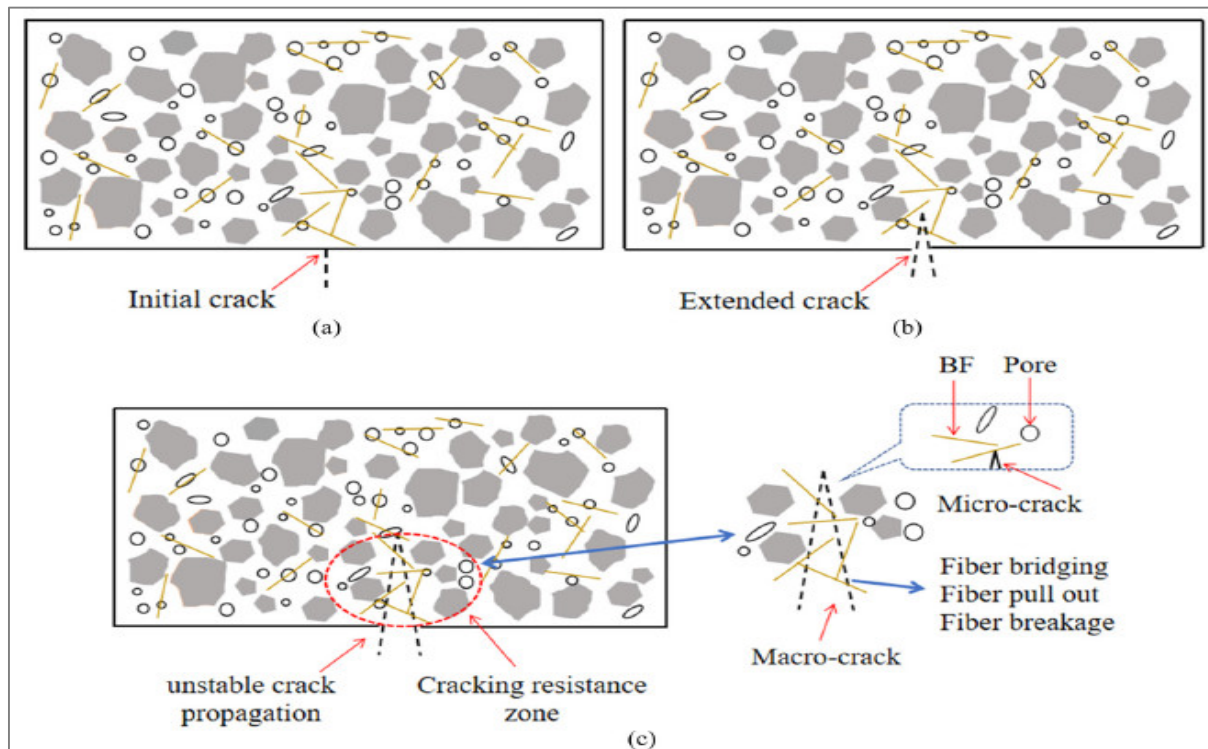 Initial crack
(a)
Extended crack
(b)
BF Pore
Micro-crack
Fiber bridging
Fiber pull out
Fiber breakage
Macro-crack
unstable crack
propagation
Cracking resistance
zone
(c)